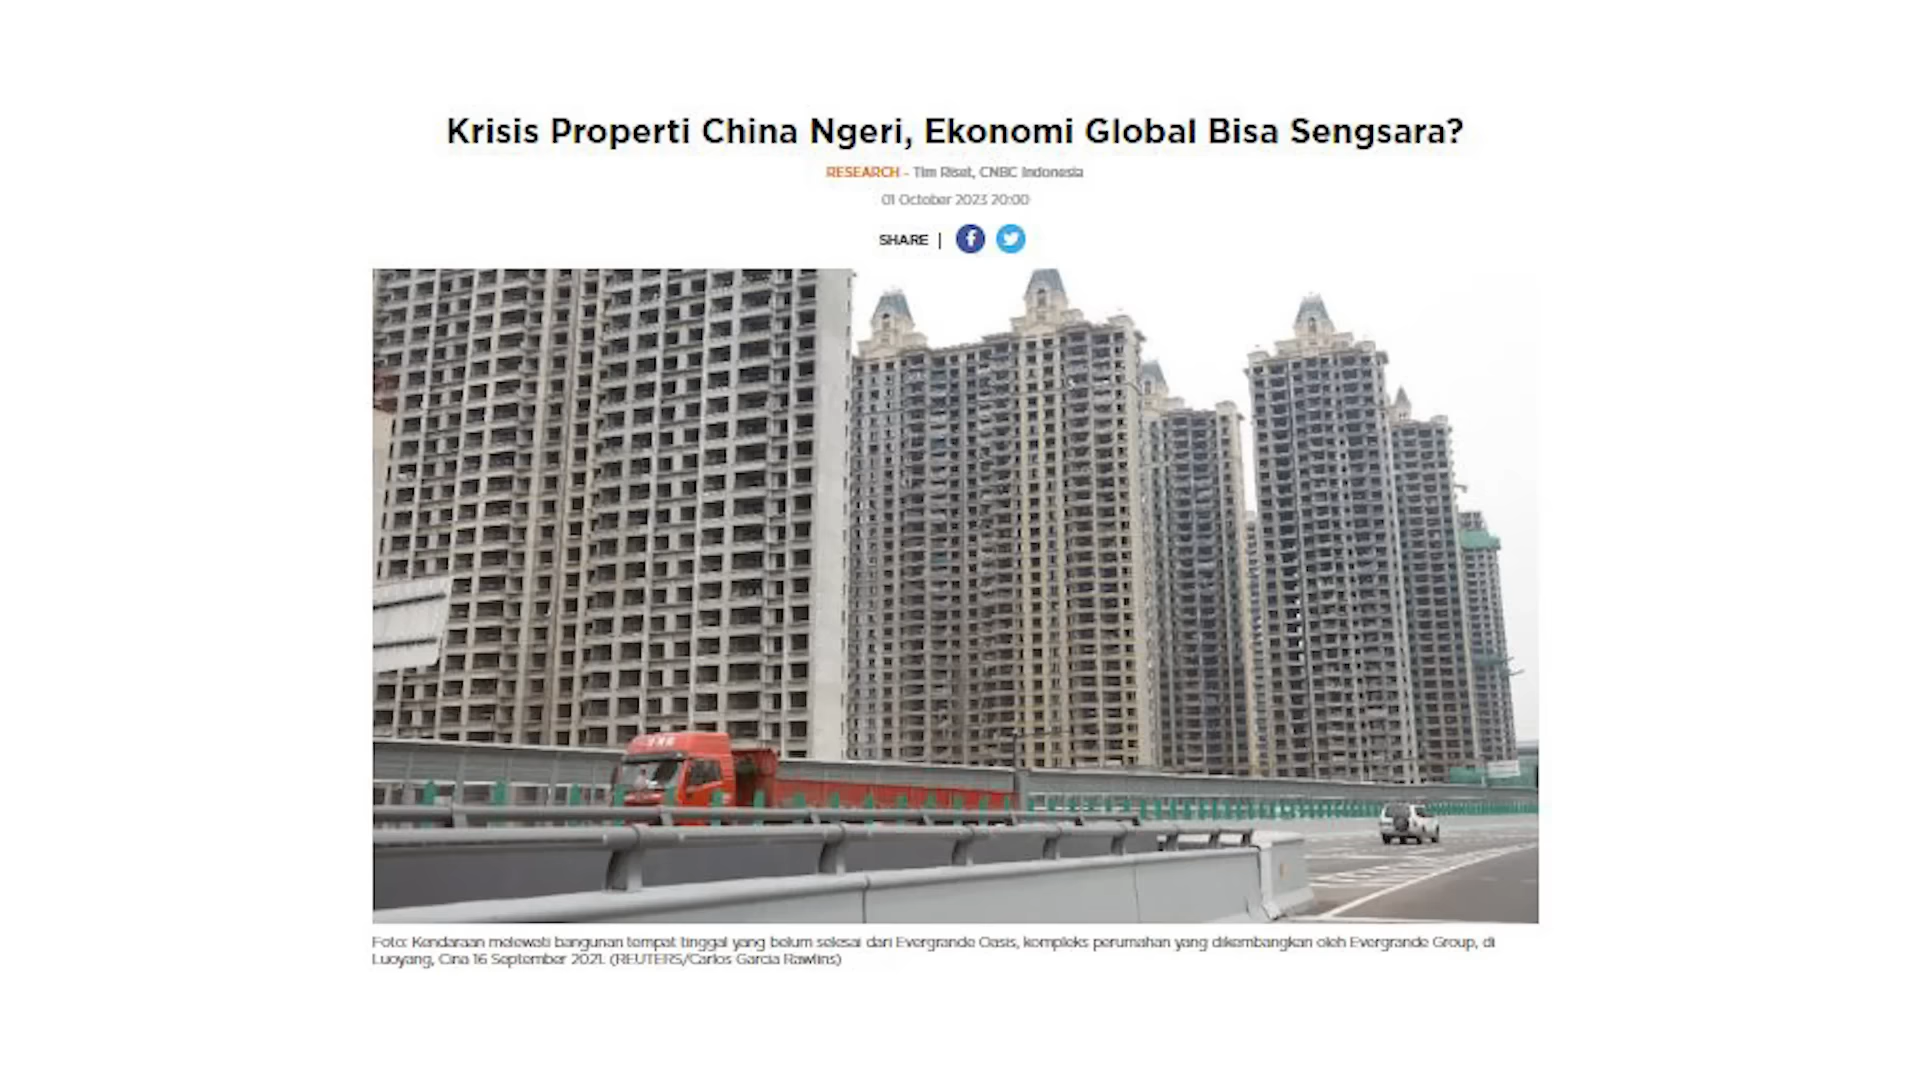 Krisis Properti China Ngeri, Ekonomi Global Bisa Sengsara?
RESEARCH - Tim Riset, CNBC Indonesia
01 October 2023 20:00
SHARE |
Foto: Kendaraan melewati bangunan tempat tinggal yang belum selesai dari Evergrande Oasis, kompleks perumahan yang dikembangkan oleh Evergrande Group, di
Luoyang, Cina 16 September 2021. (REUTERS/Carlos Garcia Rawlins)